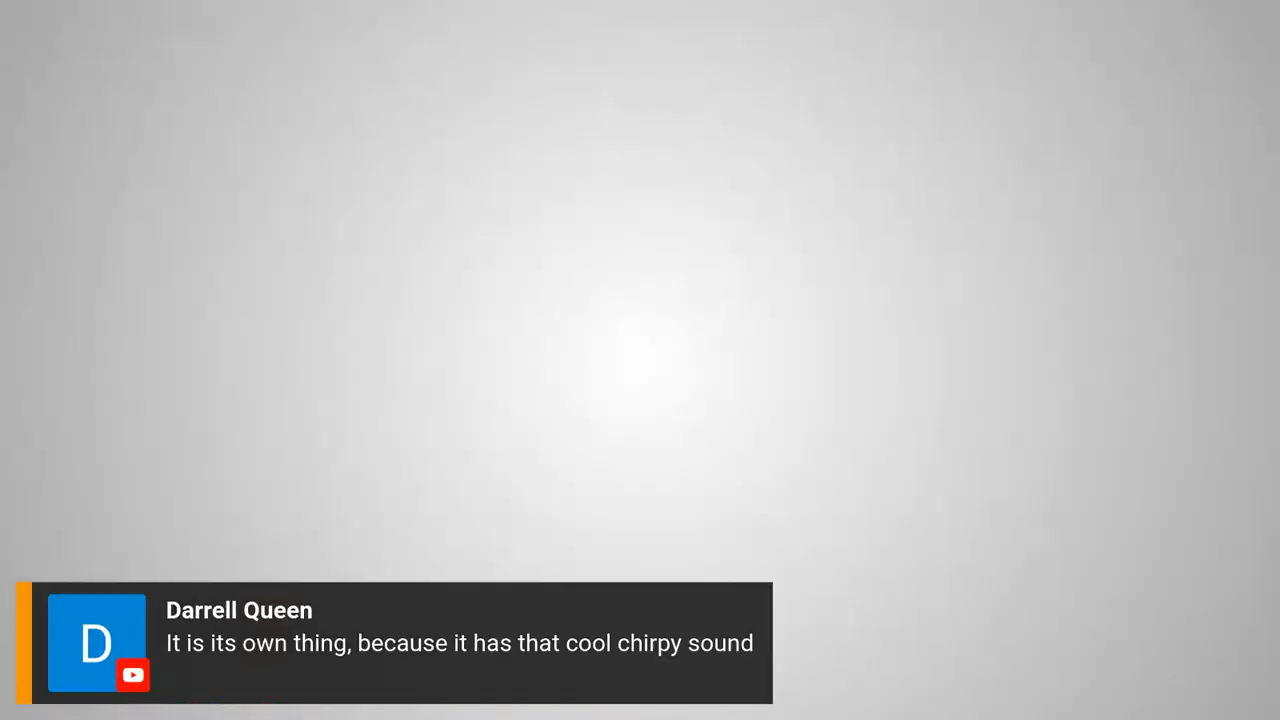 Darrell Queen
It is its own thing, because it has that cool chirpy sound
D